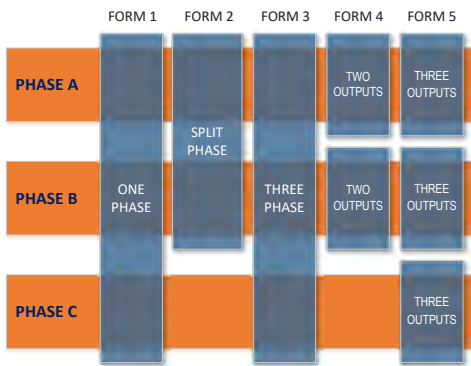 FORM 1 FORM 2 FORM 3 FORM 4 FORM 5
PHASE A
TWO
OUTPUTS
THREE
OUTPUTS
SPLIT
PHASE
PHASE B
ONE
PHASE
THREE
PHASE
TWO
OUTPUTS
THREE
OUTPUTS
PHASE C
THREE
OUTPUTS